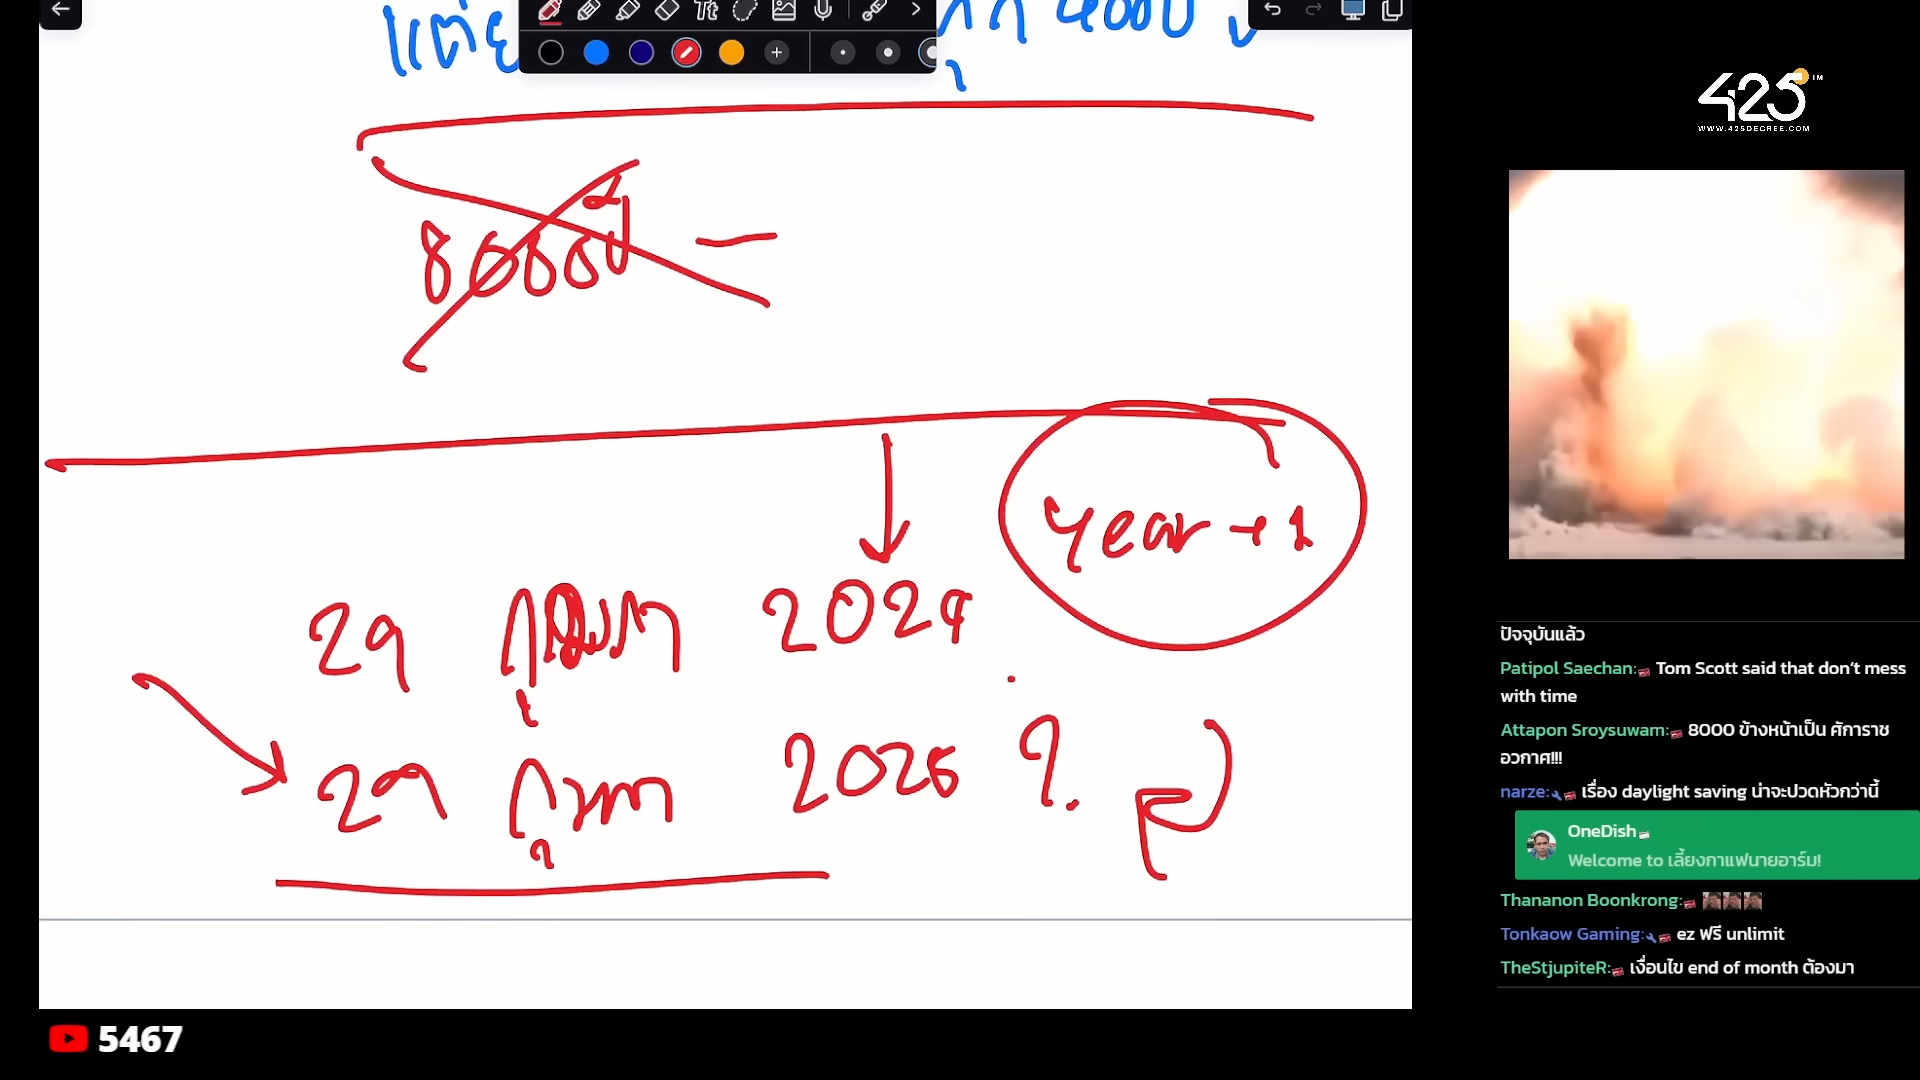 Tt
8000ปี —
year + 1
29 กุมภา 2024
29 กุมภา 2025 ?
425 TM
WWW.425DEGREE.COM
ปัจจุบันแล้ว
Patipol Saechan: Tom Scott said that don't mess
with time
Attapon Sroysuwam: 8000 ข้างหน้าเป็น ศัการาช
อวกาศ!!!
narze: เรื่อง daylight saving น่าจะปวดหัวกว่านี้
OneDish
Welcome to เลี้ยงกาแฟนายอาร์ม!
Thananon Boonkrong:
Tonkaow Gaming: ez ฟรี unlimit
TheStjupiteR: เงื่อนไข end of month ต้องมา
5467